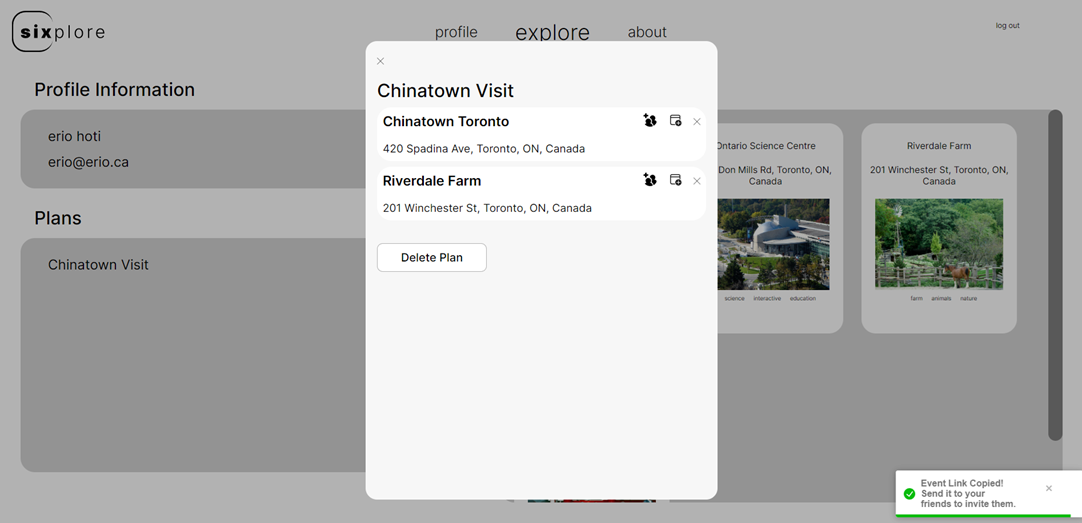 sixplore
profile
explore
about
log out
Profile Information
erio hoti
erio@erio.ca
Plans
Chinatown Visit
Chinatown Visit
Chinatown Toronto
420 Spadina Ave, Toronto, ON, Canada
Riverdale Farm
201 Winchester St, Toronto, ON, Canada
Delete Plan
Ontario Science Centre
Don Mills Rd, Toronto, ON,
Canada
science interactive education
Riverdale Farm
201 Winchester St, Toronto, ON,
Canada
farm animals nature
Event Link Copied!
Send it to your
friends to invite them.